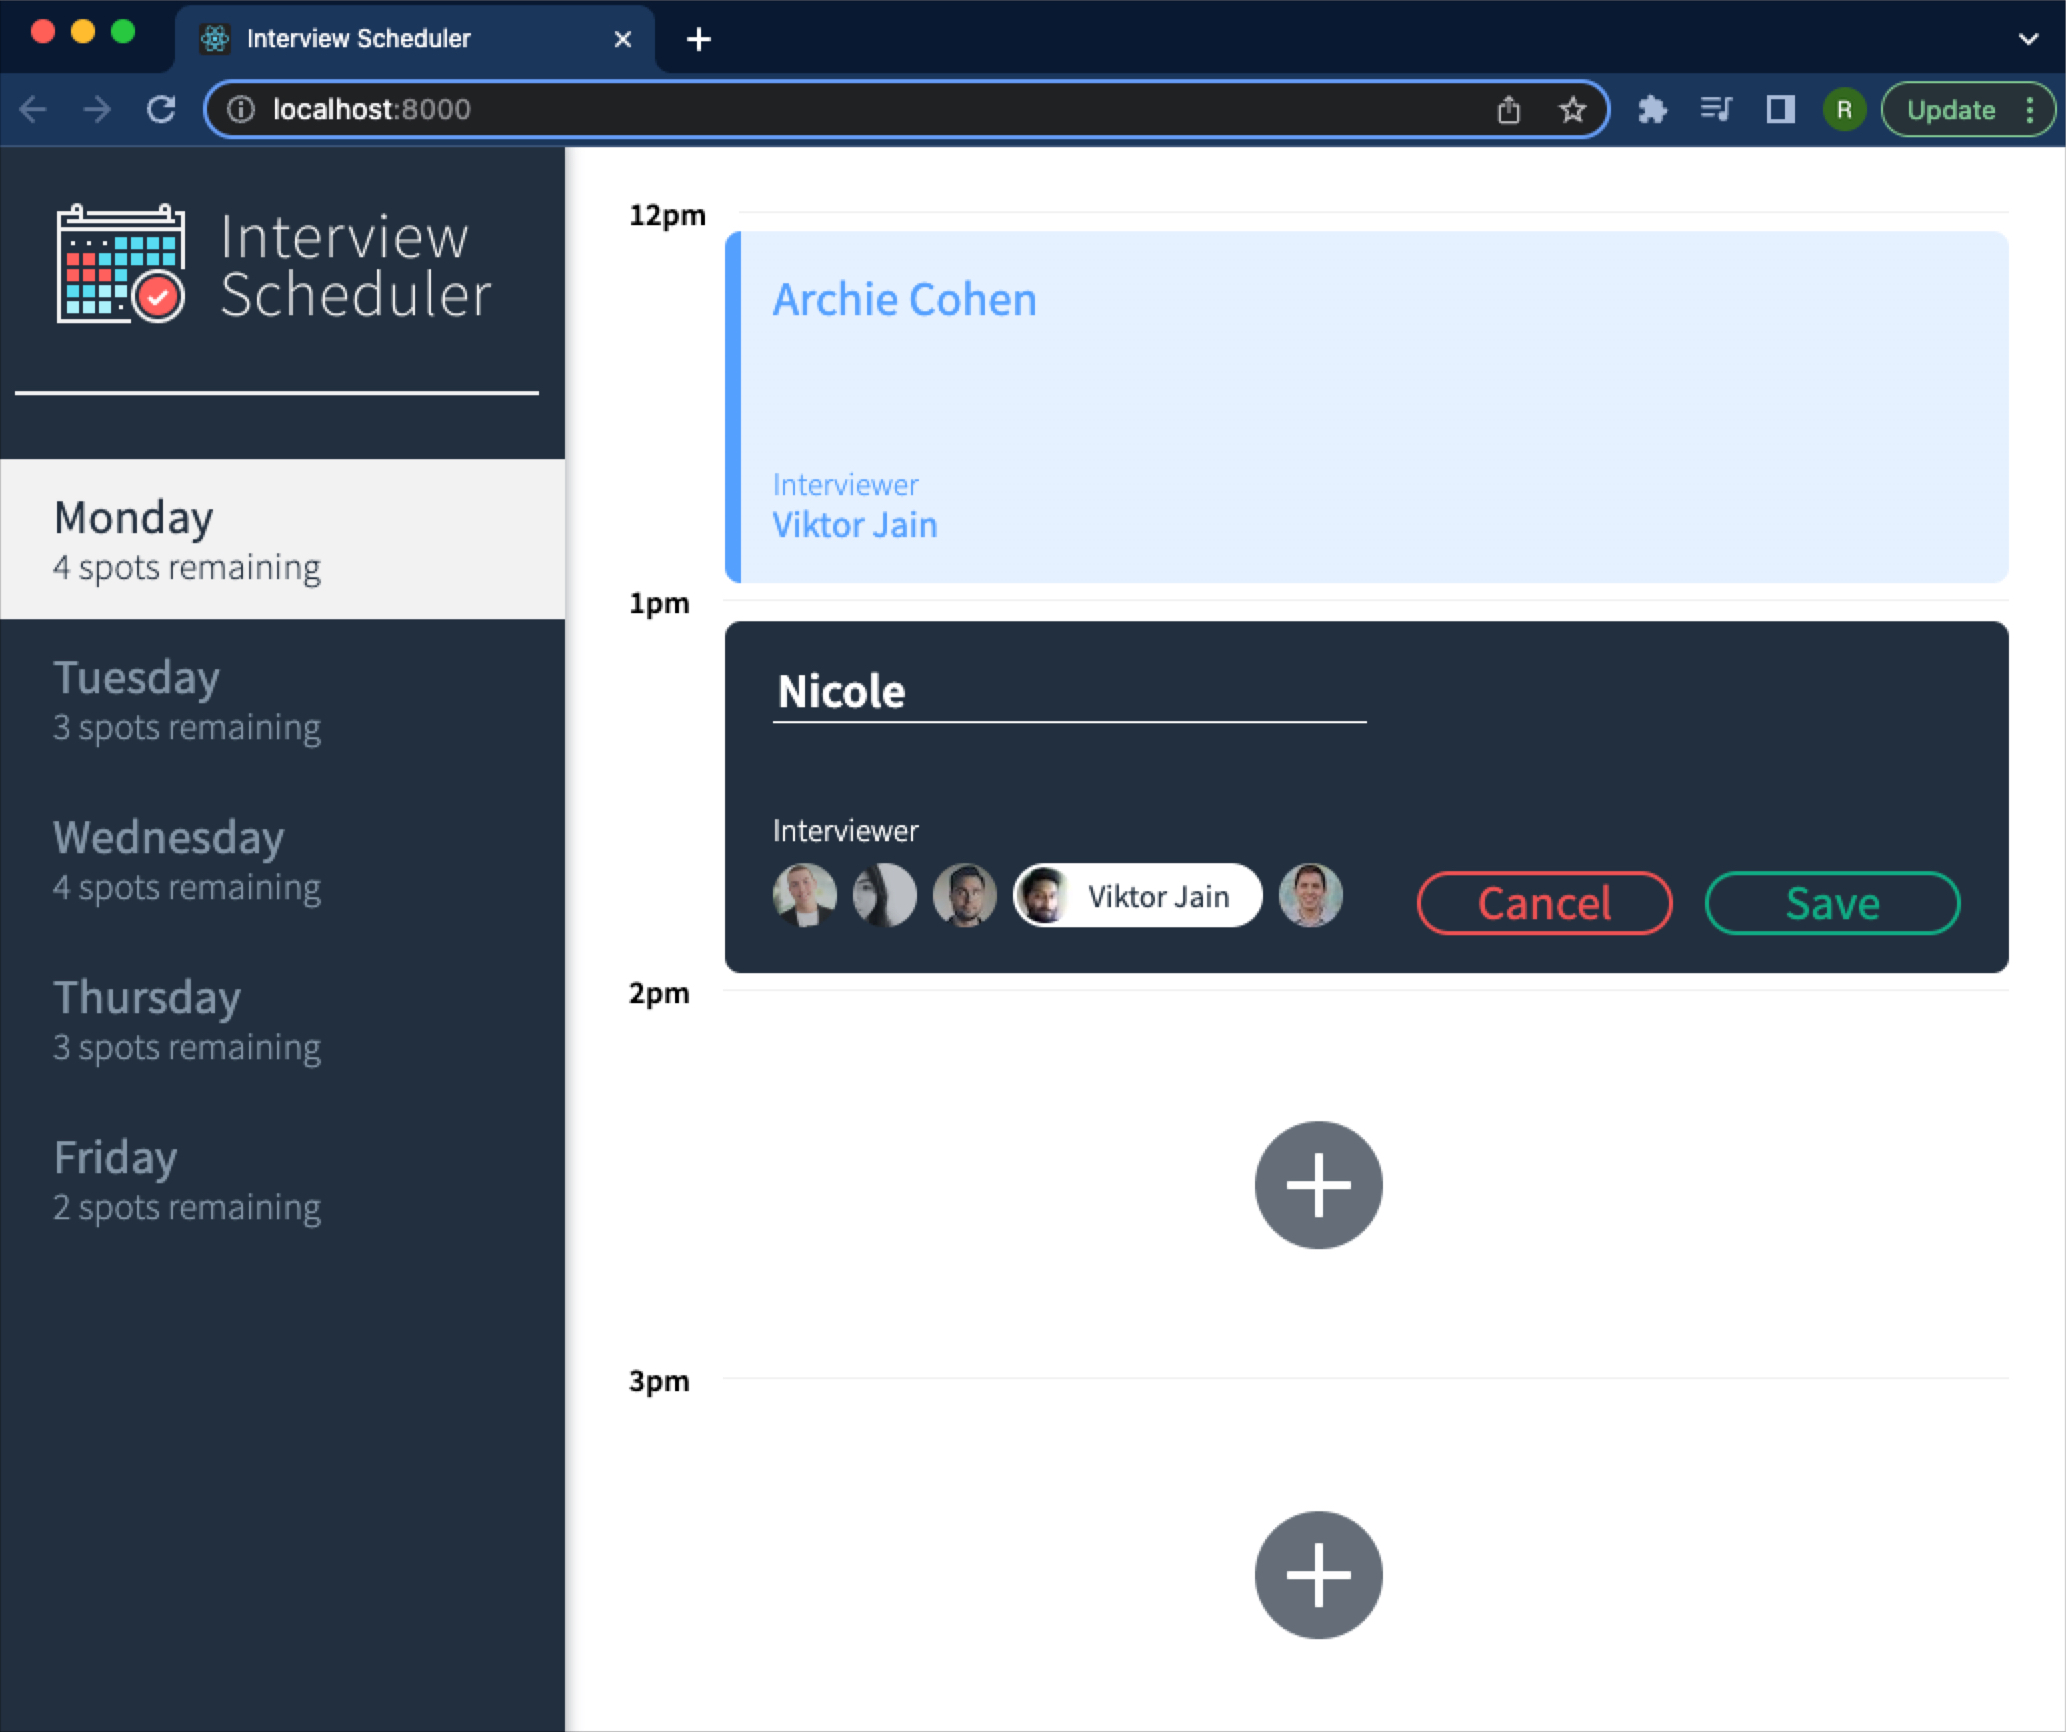 Interview Scheduler
localhost:8000
R
Update
Interview
Scheduler
Monday
4 spots remaining
Tuesday
3 spots remaining
Wednesday
4 spots remaining
Thursday
3 spots remaining
Friday
2 spots remaining
12pm
Archie Cohen
Interviewer
Viktor Jain
1pm
Nicole
Interviewer
Viktor Jain
Cancel
Save
2pm
3pm